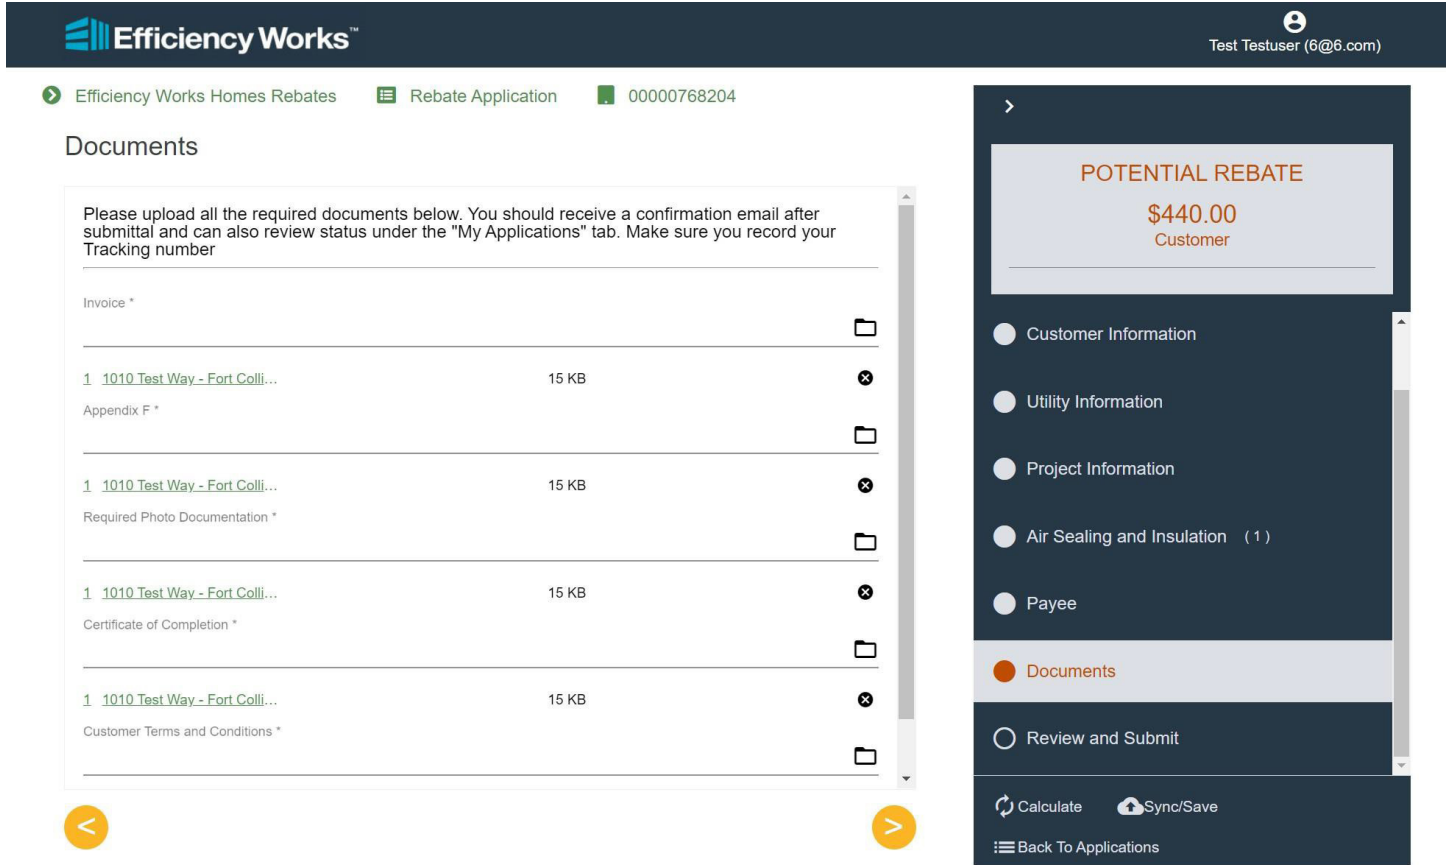 Efficiency Works™
Test Testuser (6@6.com)
Efficiency Works Homes Rebates
Rebate Application
00000768204
Documents
Please upload all the required documents below. You should receive a confirmation email after
submittal and can also review status under the "My Applications" tab. Make sure you record your
Tracking number
Invoice *
1 1010 Test Way - Fort Colli...
15 KB
Appendix F *
1 1010 Test Way - Fort Colli...
15 KB
Required Photo Documentation *
1 1010 Test Way - Fort Colli...
15 KB
Certificate of Completion *
1 1010 Test Way - Fort Colli...
15 KB
Customer Terms and Conditions *
<
>
>
POTENTIAL REBATE
$440.00
Customer
Customer Information
Utility Information
Project Information
Air Sealing and Insulation (1)
Payee
Documents
Review and Submit
Calculate
Sync/Save
Back To Applications